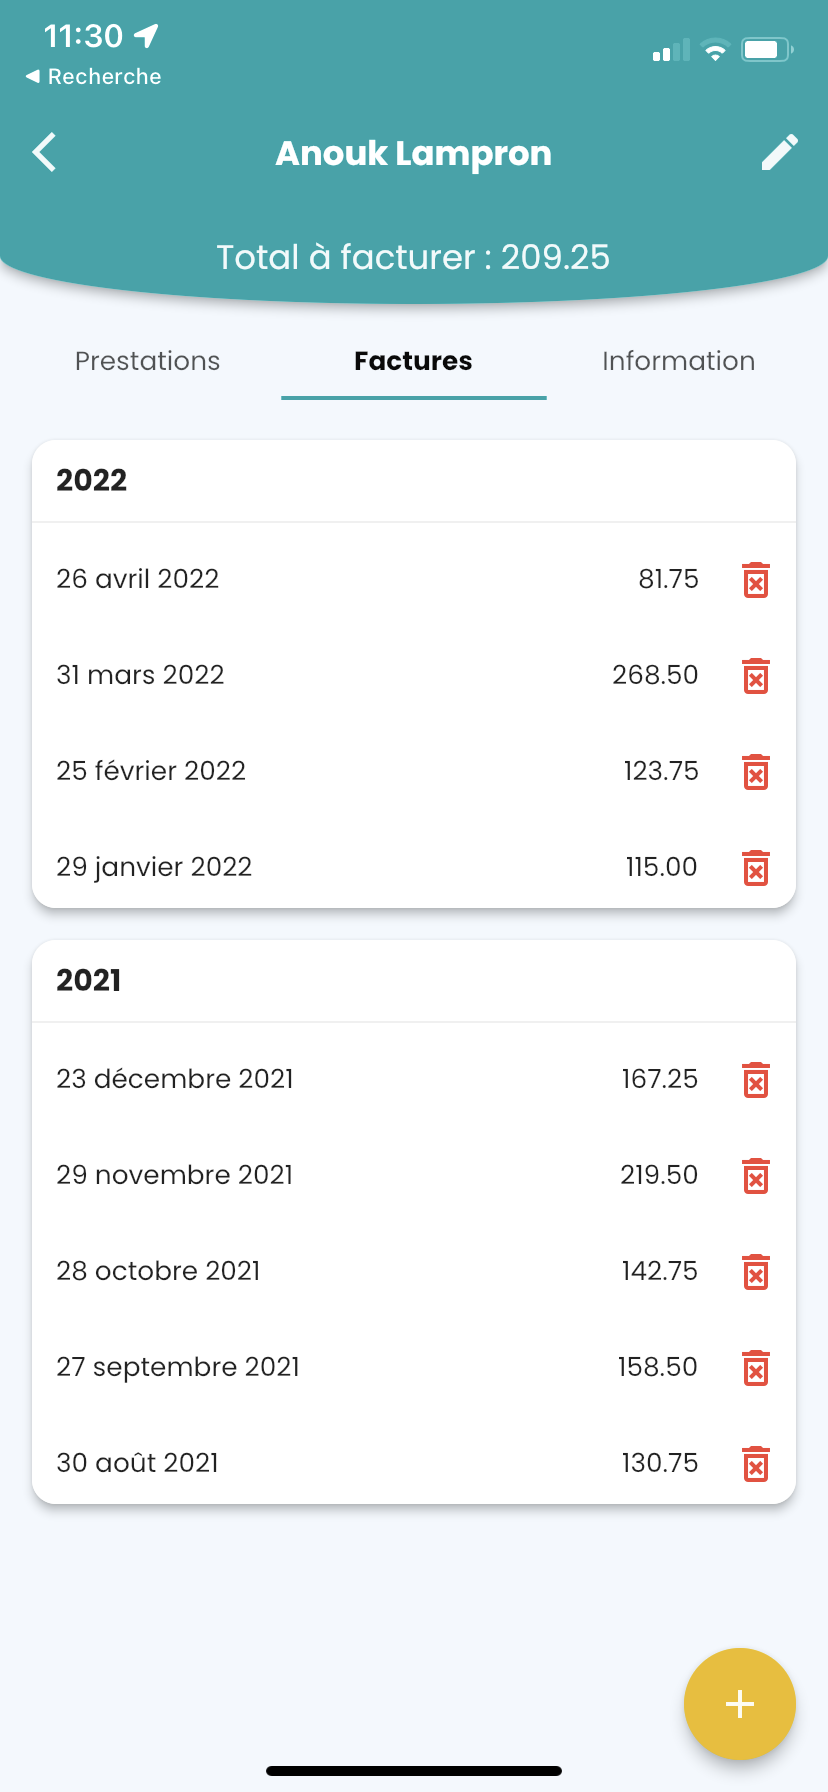 11:30
Recherche
Anouk Lampron
Total à facturer : 209.25
Prestations Factures Information
2022
26 avril 2022 81.75
31 mars 2022 268.50
25 février 2022 123.75
29 janvier 2022 115.00
2021
23 décembre 2021 167.25
29 novembre 2021 219.50
28 octobre 2021 142.75
27 septembre 2021 158.50
30 août 2021 130.75